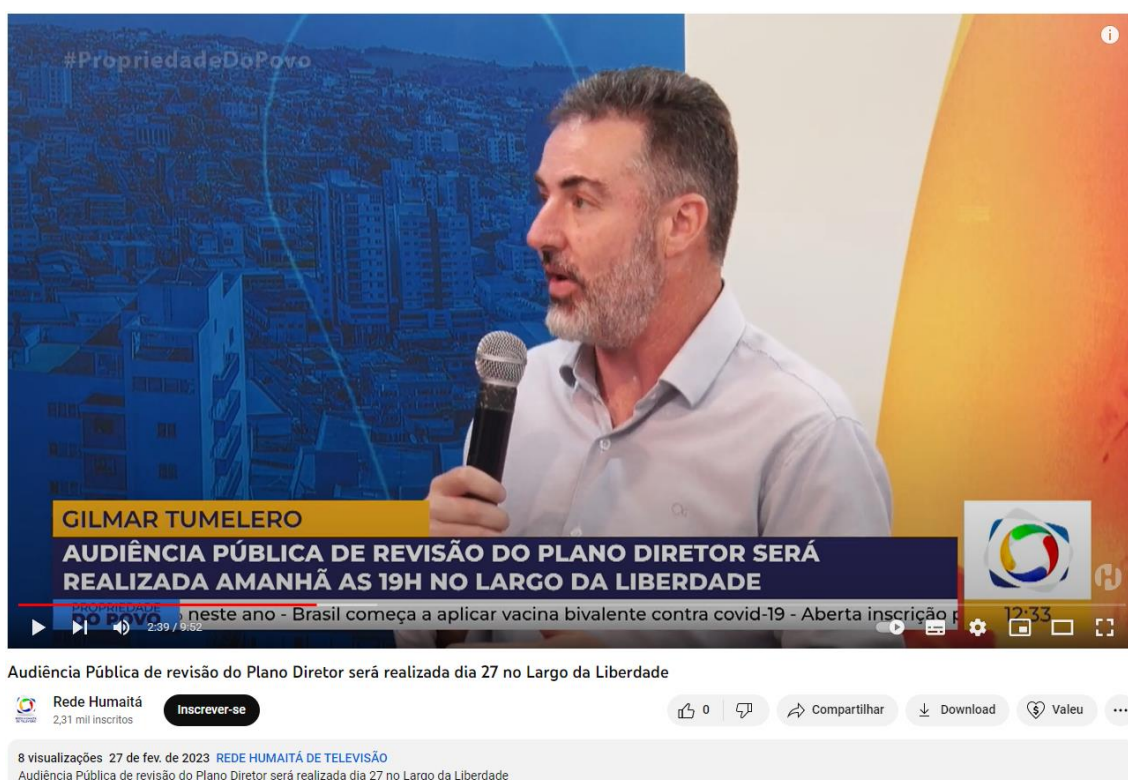 #PropriedadeDoPovo
GILMAR TUMELERO
AUDIÊNCIA PÚBLICA DE REVISÃO DO PLANO DIRETOR SERÁ
REALIZADA AMANHÃ AS 19H NO LARGO DA LIBERDADE
PROPRIEDADE
DO POVO
neste ano - Brasil começa a aplicar vacina bivalente contra covid-19 - Aberta inscrição p
12:33
2:39 / 9:52
Audiência Pública de revisão do Plano Diretor será realizada dia 27 no Largo da Liberdade
Rede Humaitá
2,31 mil inscritos
Inscrever-se
0
Compartilhar
Download
Valeu
8 visualizações 27 de fev. de 2023 REDE HUMAITÁ DE TELEVISÃO
Audiência Pública de revisão do Plano Diretor será realizada dia 27 no Largo da Liberdade